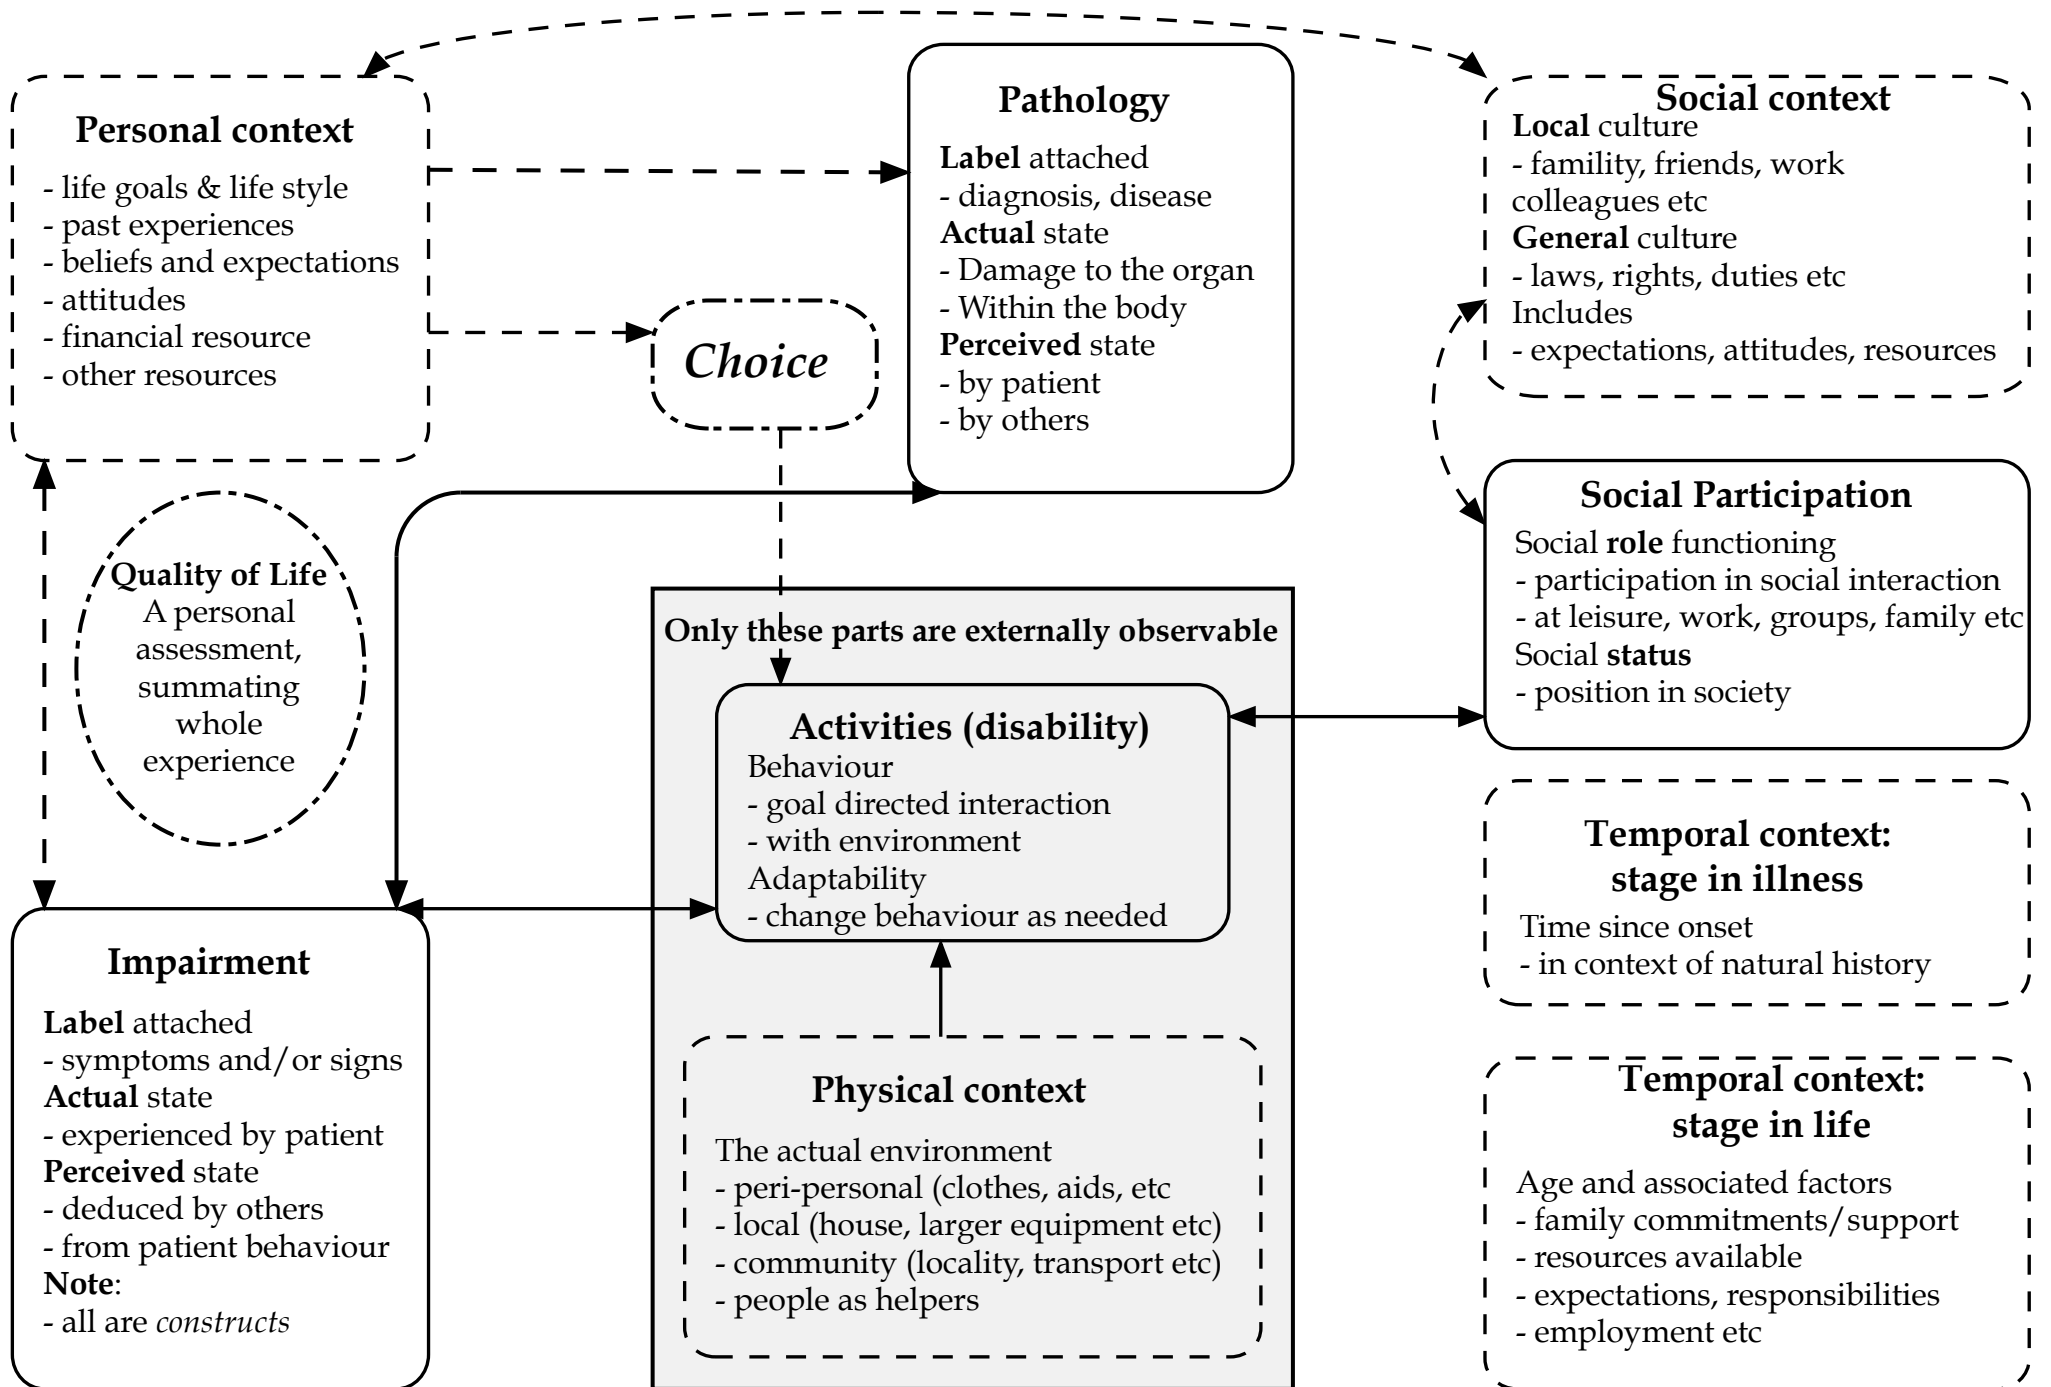 Personal context
- life goals & life style
- past experiences
- beliefs and expectations
- attitudes
- financial resource
- other resources
Choice
Pathology
Label attached
- diagnosis, disease
Actual state
- Damage to the organ
- Within the body
Perceived state
- by patient
- by others
Social context
Local culture
- famility, friends, work
colleagues etc
General culture
- laws, rights, duties etc
Includes
- expectations, attitudes, resources
Quality of Life
A personal
assessment,
summating
whole
experience
Social Participation
Social role functioning
- participation in social interaction
- at leisure, work, groups, family etc
Social status
- position in society
Only these parts are externally observable
Activities (disability)
Behaviour
- goal directed interaction
- with environment
Adaptability
- change behaviour as needed
Temporal context:
stage in illness
Time since onset
- in context of natural history
Impairment
Label attached
- symptoms and/or signs
Actual state
- experienced by patient
Perceived state
- deduced by others
- from patient behaviour
Note:
- all are constructs
Physical context
The actual environment
- peri-personal (clothes, aids, etc
- local (house, larger equipment etc)
- community (locality, transport etc)
- people as helpers
Temporal context:
stage in life
Age and associated factors
- family commitments/support
- resources available
- expectations, responsibilities
- employment etc